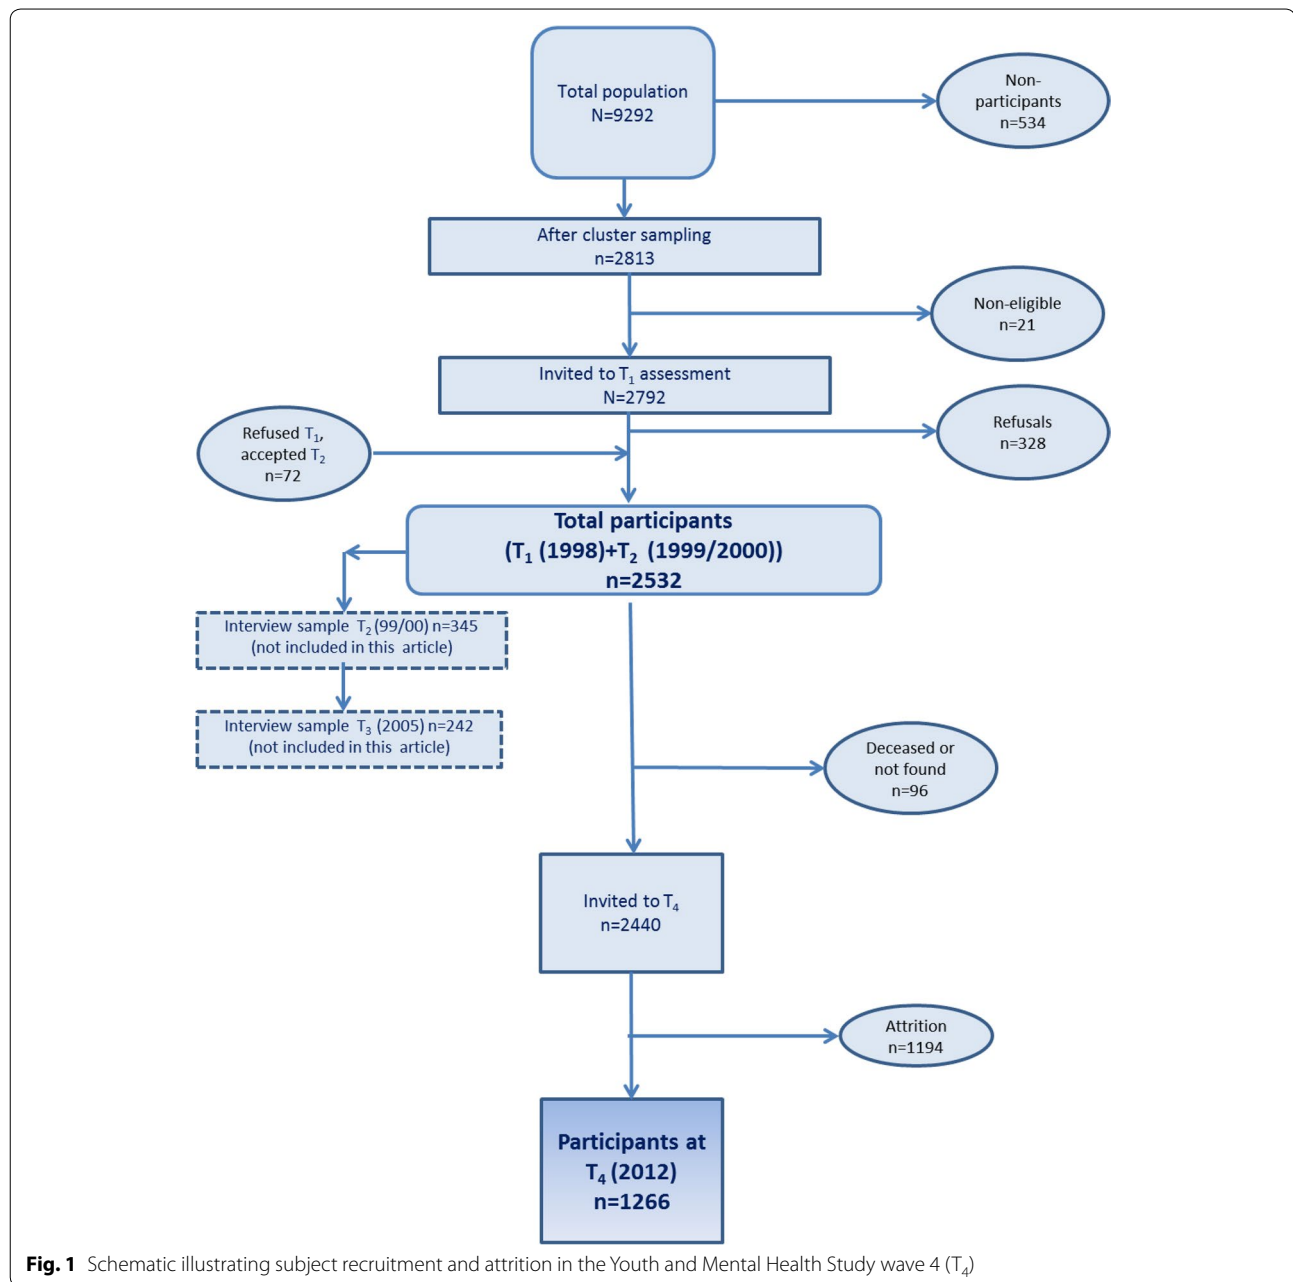 Total population
N=9292
Non-
participants
n=534
After cluster sampling
n=2813
Non-eligible
n=21
Invited to T₁ assessment
N=2792
Refusals
n=328
Refused T₁,
accepted T₂
n=72
Total participants
(T₁ (1998)+T₂ (1999/2000))
n=2532
Interview sample T₂ (99/00) n=345
(not included in this article)
Interview sample T₃ (2005) n=242
(not included in this article)
Deceased or
not found
n=96
Invited to T₄
n=2440
Attrition
n=1194
Participants at
T₄ (2012)
n=1266
Fig. 1 Schematic illustrating subject recruitment and attrition in the Youth and Mental Health Study wave 4 (T₄)